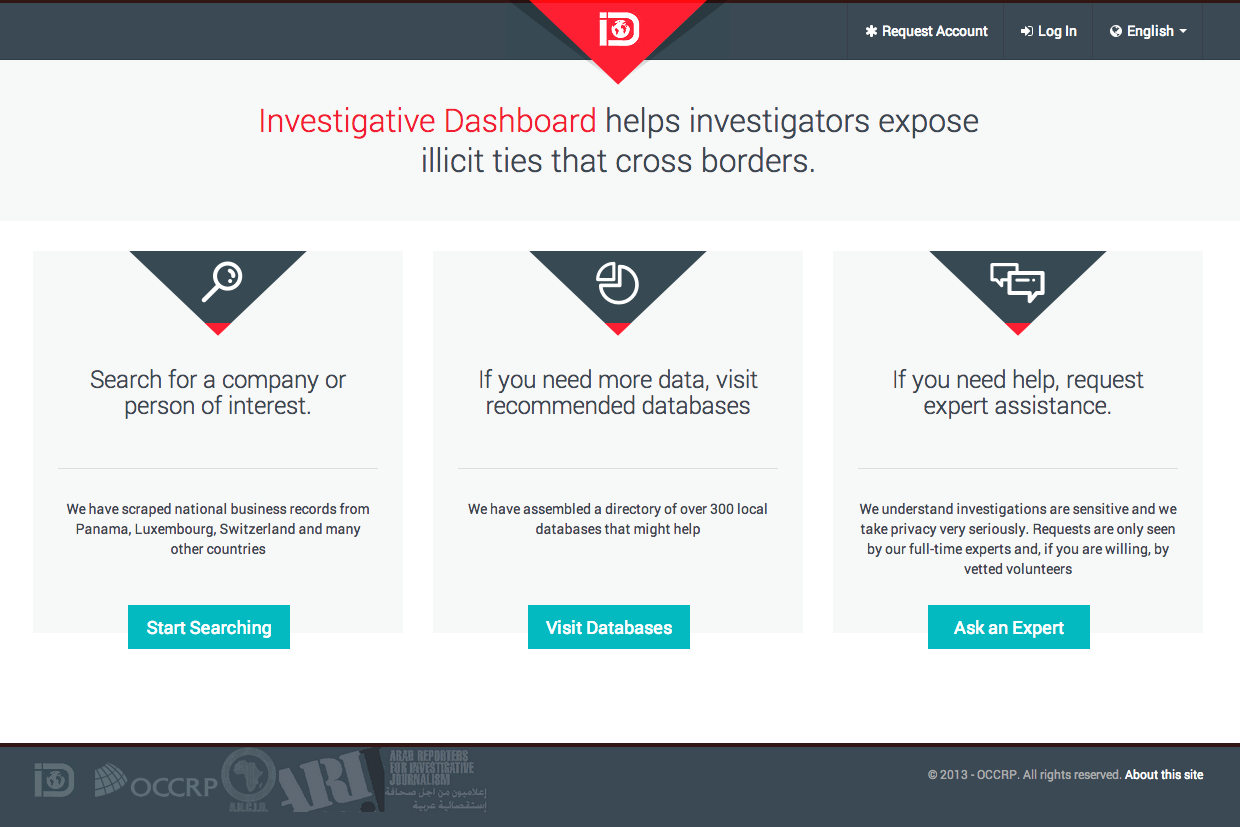 iD
Request Account
Log In
English
Investigative Dashboard helps investigators expose
illicit ties that cross borders.
Search for a company or
person of interest.
We have scraped national business records from
Panama, Luxembourg, Switzerland and many
other countries
Start Searching
If you need more data, visit
recommended databases
We have assembled a directory of over 300 local
databases that might help
Visit Databases
If you need help, request
expert assistance.
We understand investigations are sensitive and we
take privacy very seriously. Requests are only seen
by our full-time experts and, if you are willing, by
vetted volunteers
Ask an Expert
iD
OCCRP
A.N.C.I.R.
ARIJ
ARAB REPORTERS
FOR INVESTIGATIVE
JOURNALISM
إعلاميون من اجل صحافة
إستقصائية عربية
© 2013 - OCCRP. All rights reserved. About this site